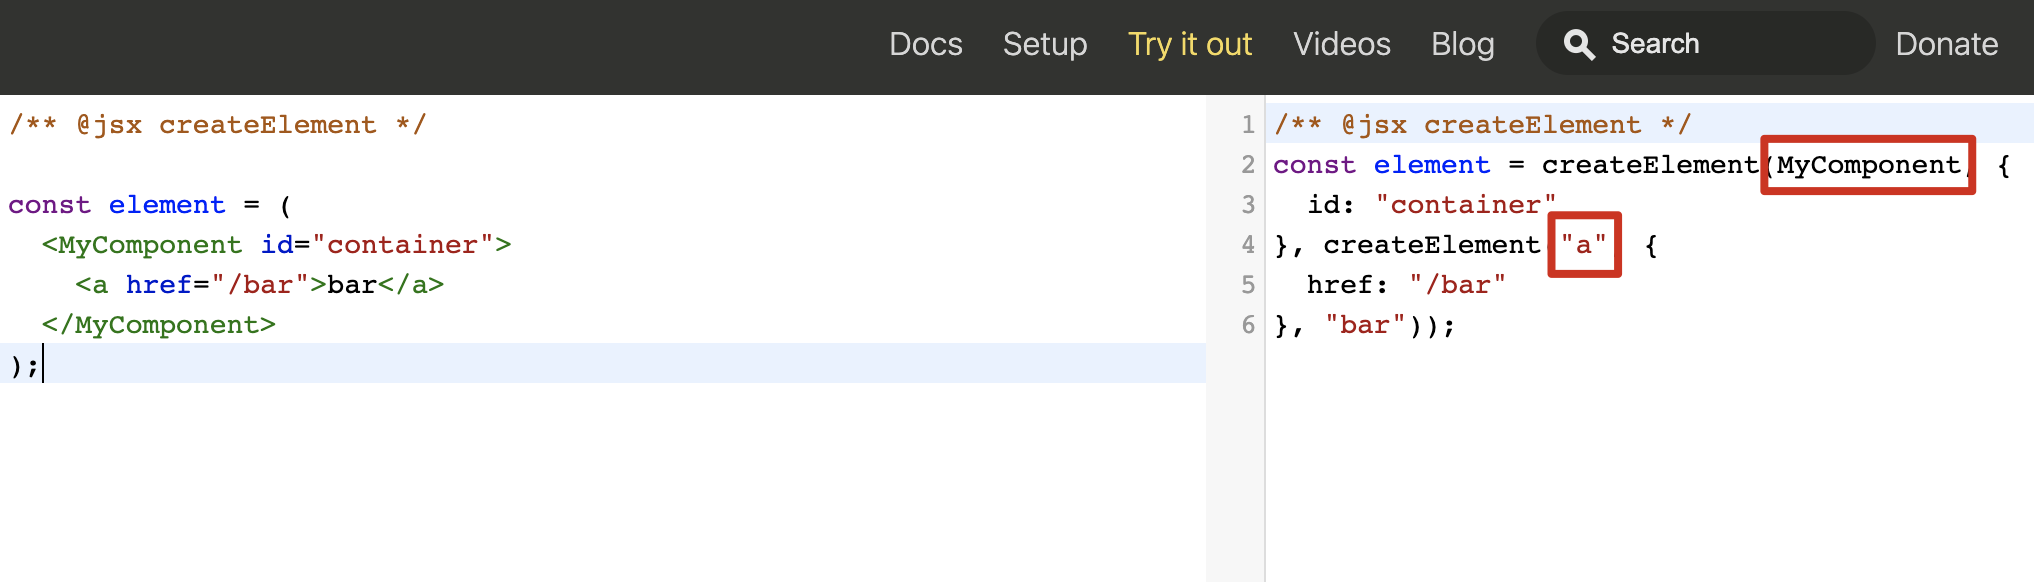 Docs Setup Try it out Videos Blog Search Donate
/** @jsx createElement */
const element = (
<MyComponent id="container">
<a href="/bar">bar</a>
</MyComponent>
);
1 /** @jsx createElement */
2 const element = createElement(MyComponent, {
3 id: "container"
4 }, createElement("a", {
5 href: "/bar"
6 }, "bar"));